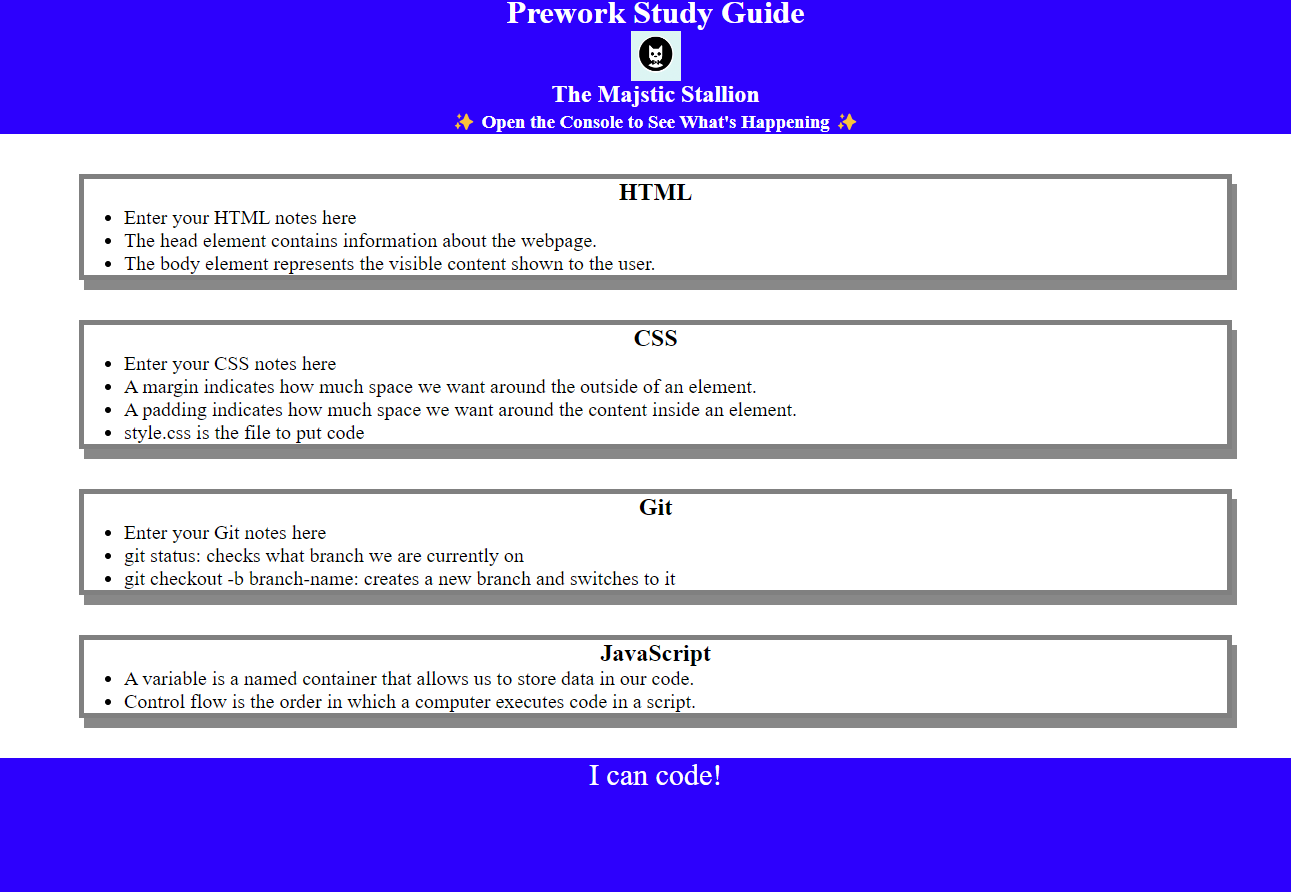 Prework Study Guide
The Majstic Stallion
✨ Open the Console to See What's Happening ✨
HTML
• Enter your HTML notes here
• The head element contains information about the webpage.
• The body element represents the visible content shown to the user.
CSS
• Enter your CSS notes here
• A margin indicates how much space we want around the outside of an element.
• A padding indicates how much space we want around the content inside an element.
• style.css is the file to put code
Git
• Enter your Git notes here
• git status: checks what branch we are currently on
• git checkout -b branch-name: creates a new branch and switches to it
JavaScript
• A variable is a named container that allows us to store data in our code.
• Control flow is the order in which a computer executes code in a script.
I can code!